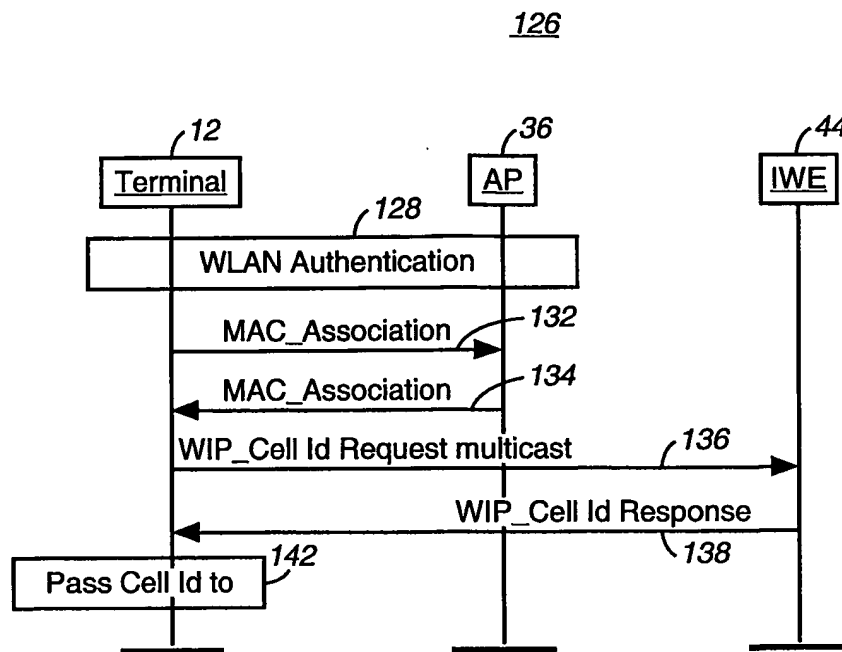 126
12
36
44
Terminal
AP
IWE
128
WLAN Authentication
MAC_Association
132
MAC_Association
134
WIP_Cell Id Request multicast
136
WIP_Cell Id Response
138
Pass Cell Id to
142